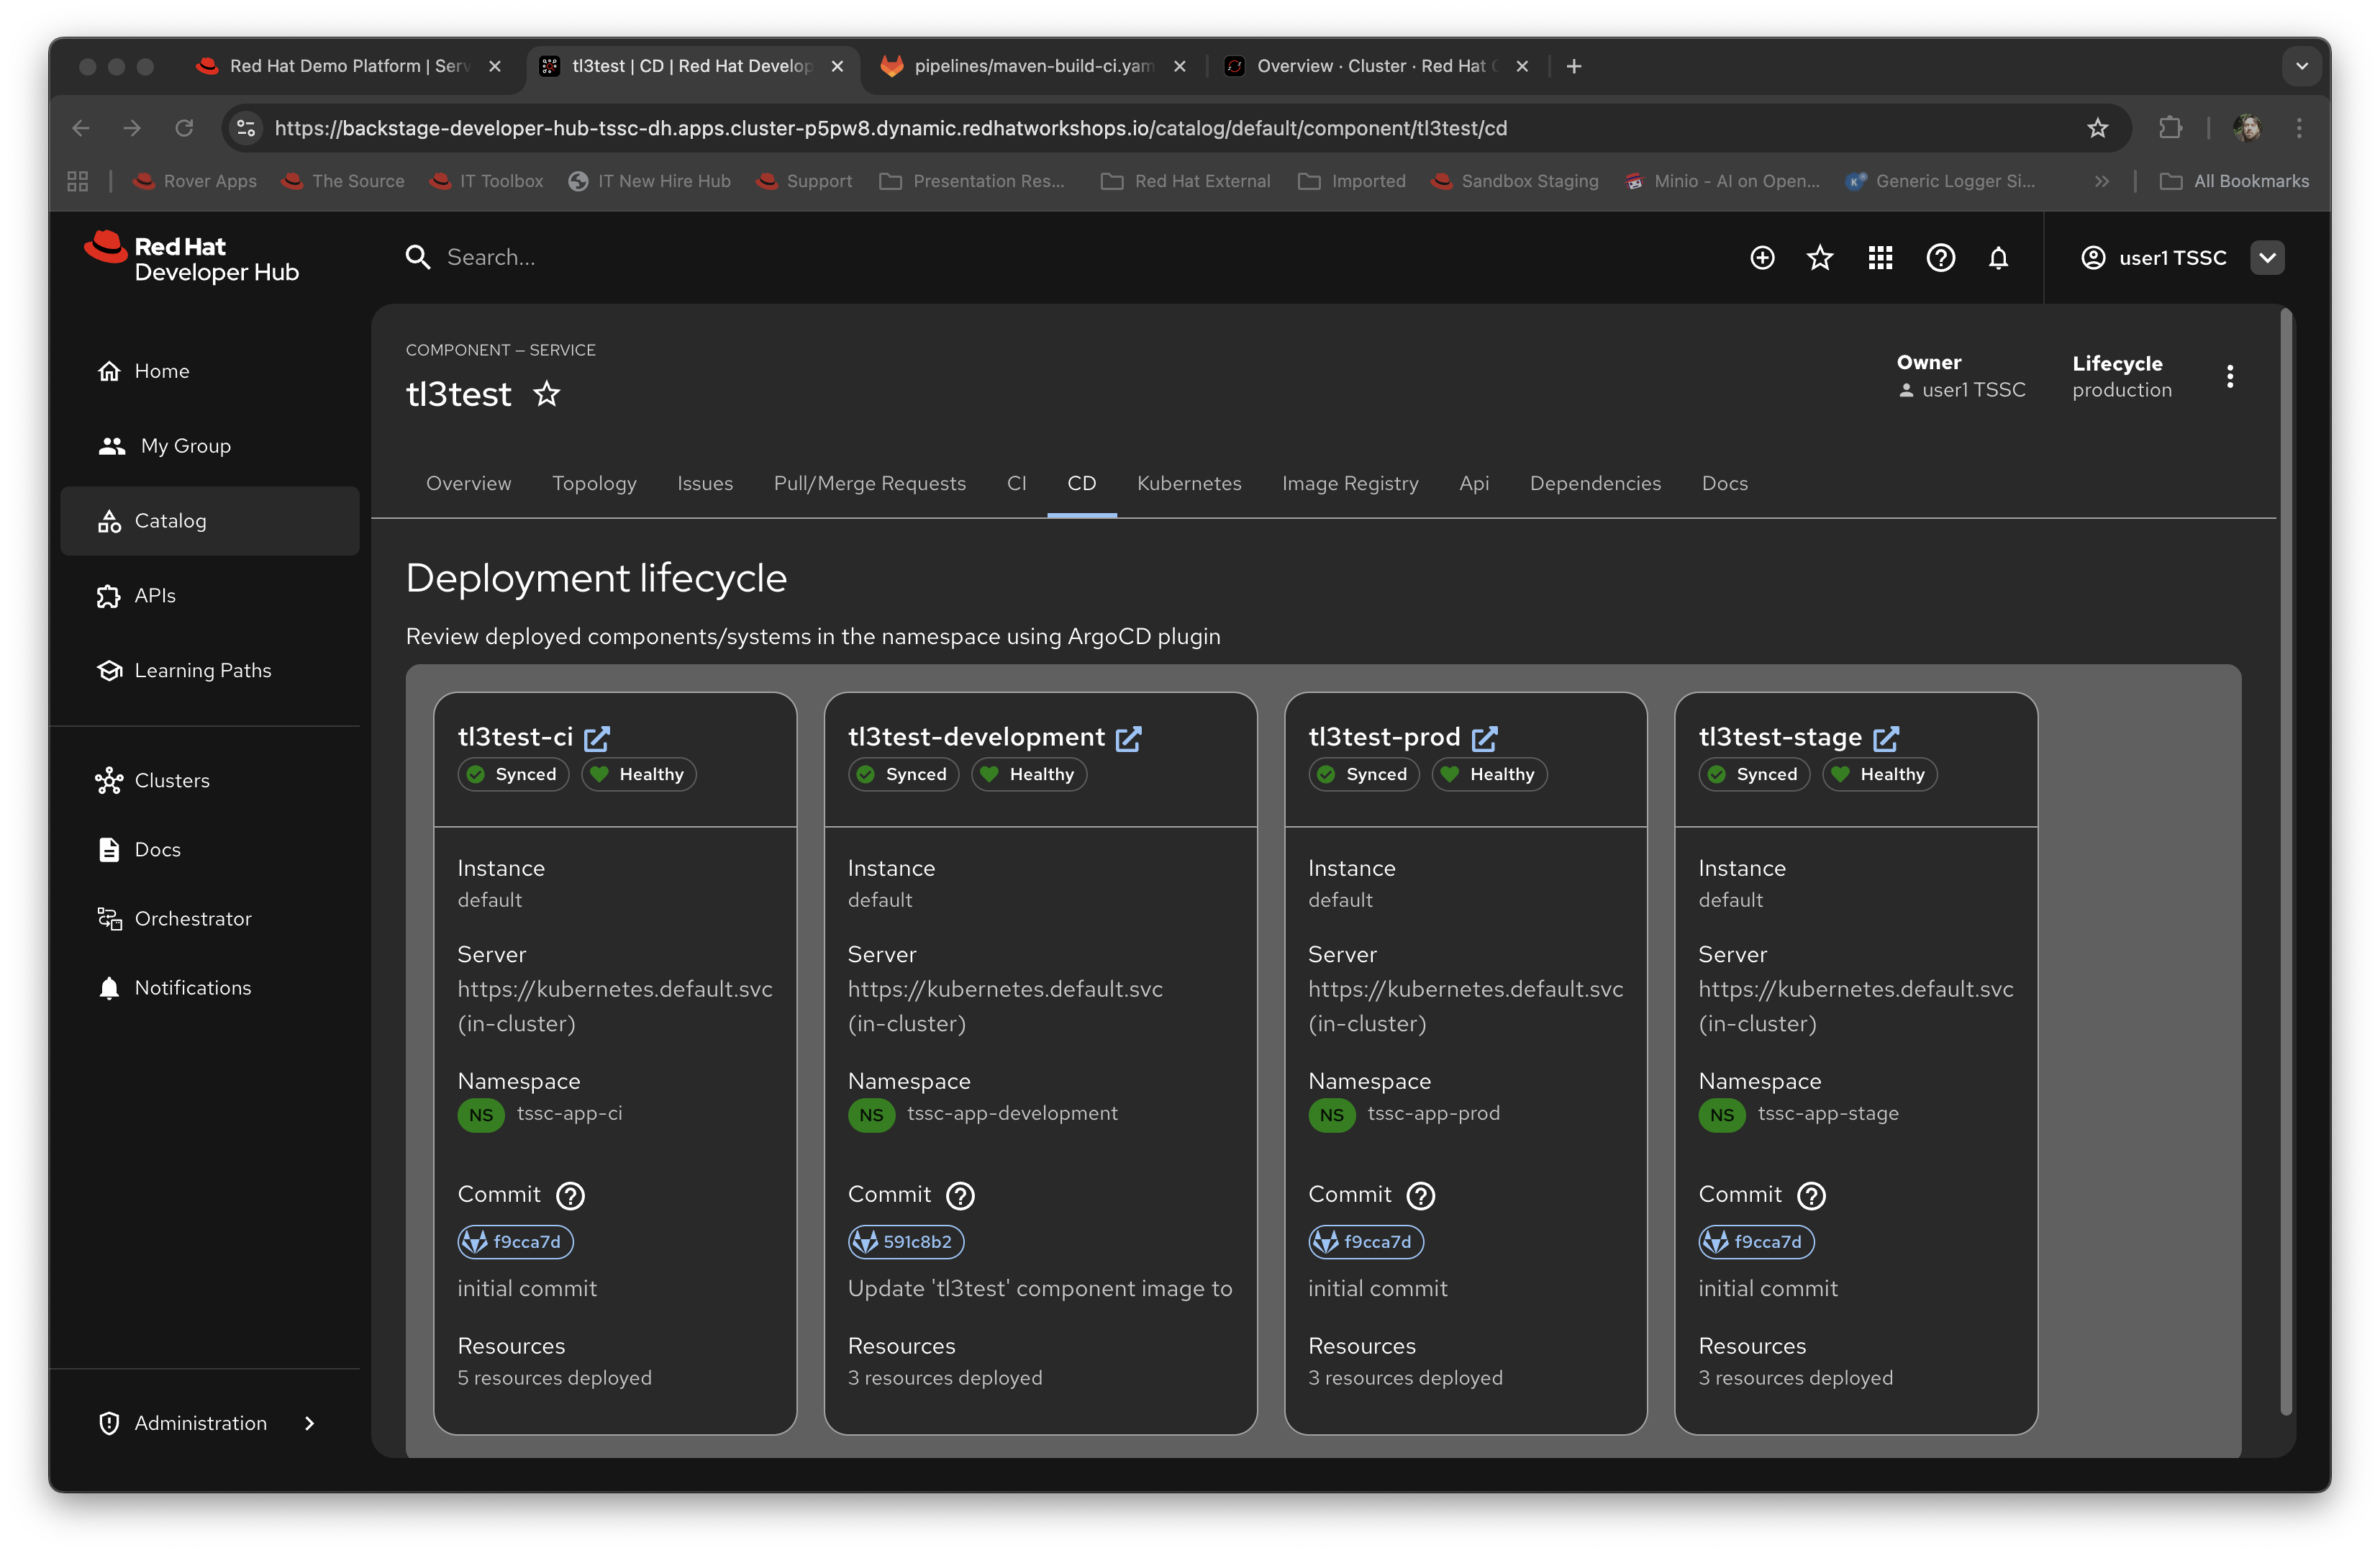 Red Hat Demo Platform | Serv
tl3test | CD | Red Hat Develop
pipelines/maven-build-ci.yam
Overview · Cluster · Red Hat
https://backstage-developer-hub-tssc-dh.apps.cluster-p5pw8.dynamic.redhatworkshops.io/catalog/default/component/tl3test/cd
Rover Apps
The Source
IT Toolbox
IT New Hire Hub
Support
Presentation Res...
Red Hat External
Imported
Sandbox Staging
Minio - AI on Open...
Generic Logger Si...
All Bookmarks
Red Hat
Developer Hub
Search...
user1 TSSC
Home
My Group
Catalog
APIs
Learning Paths
Clusters
Docs
Orchestrator
Notifications
Administration
COMPONENT — SERVICE
tl3test
Owner
user1 TSSC
Lifecycle
production
Overview
Topology
Issues
Pull/Merge Requests
CI
CD
Kubernetes
Image Registry
Api
Dependencies
Docs
Deployment lifecycle
Review deployed components/systems in the namespace using ArgoCD plugin
tl3test-ci
Synced
Healthy
Instance
default
Server
https://kubernetes.default.svc
(in-cluster)
Namespace
NS tssc-app-ci
Commit
f9cca7d
initial commit
Resources
5 resources deployed
tl3test-development
Synced
Healthy
Instance
default
Server
https://kubernetes.default.svc
(in-cluster)
Namespace
NS tssc-app-development
Commit
591c8b2
Update 'tl3test' component image to
Resources
3 resources deployed
tl3test-prod
Synced
Healthy
Instance
default
Server
https://kubernetes.default.svc
(in-cluster)
Namespace
NS tssc-app-prod
Commit
f9cca7d
initial commit
Resources
3 resources deployed
tl3test-stage
Synced
Healthy
Instance
default
Server
https://kubernetes.default.svc
(in-cluster)
Namespace
NS tssc-app-stage
Commit
f9cca7d
initial commit
Resources
3 resources deployed